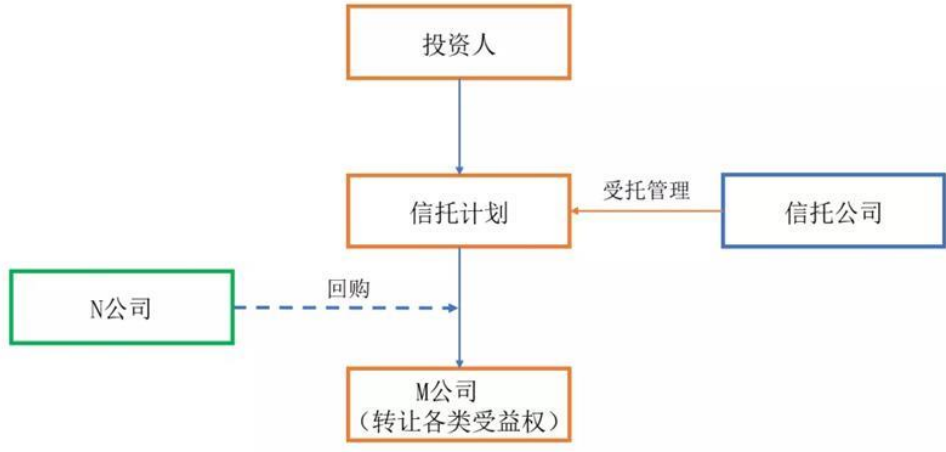 投资人
信托计划
受托管理
信托公司
N公司
回购
M公司
（转让各类受益权）